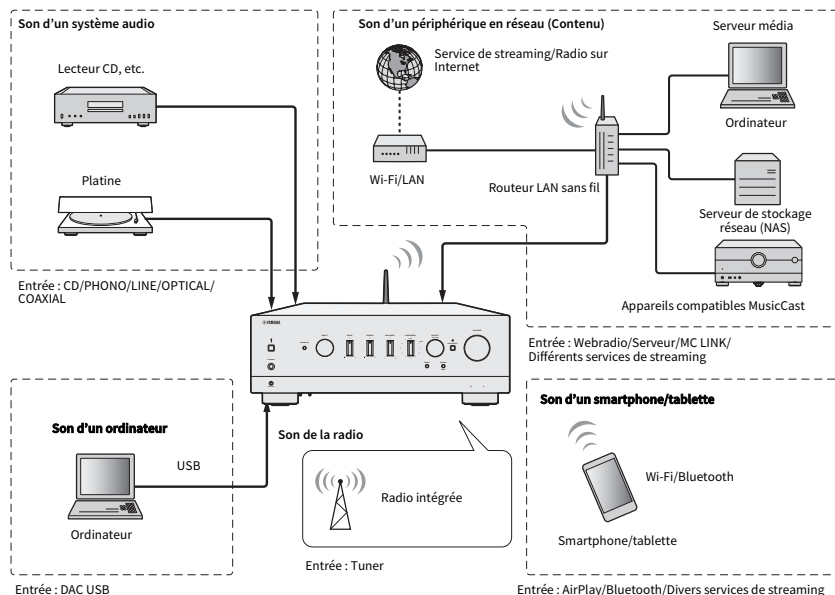 Son d'un système audio
Lecteur CD, etc.
Platine
Entrée : CD/PHONO/LINE/OPTICAL/
COAXIAL
Son d'un périphérique en réseau (Contenu)
Service de streaming/Radio sur
Internet
Wi-Fi/LAN
Routeur LAN sans fil
Serveur média
Ordinateur
Serveur de stockage
réseau (NAS)
Appareils compatibles MusicCast
Entrée : Webradio/Serveur/MC LINK/
Différents services de streaming
YAMAHA
Son d'un ordinateur
USB
Ordinateur
Entrée : DAC USB
Son de la radio
Radio intégrée
Entrée : Tuner
Son d'un smartphone/tablette
Wi-Fi/Bluetooth
Smartphone/tablette
Entrée : AirPlay/Bluetooth/Divers services de streaming